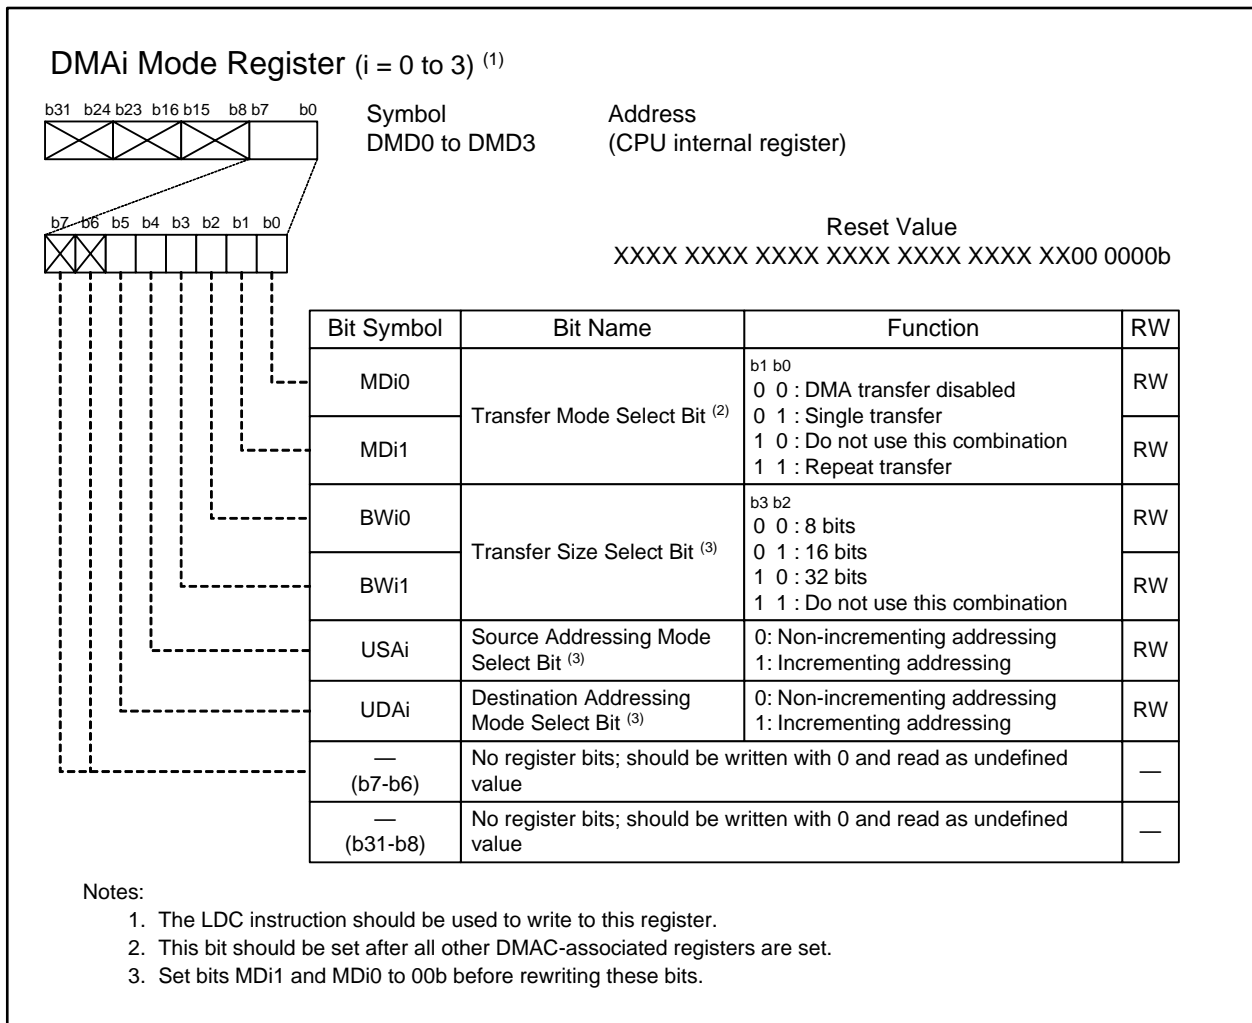 DMAi Mode Register (i = 0 to 3) (1)
b31 b24 b23 b16 b15 b8 b7 b0
Symbol Address
DMD0 to DMD3 (CPU internal register)
b7 b6 b5 b4 b3 b2 b1 b0
Reset Value
XXXX XXXX XXXX XXXX XXXX XXXX XX00 0000b
Bit Symbol Bit Name Function RW
MDi0 Transfer Mode Select Bit (2) b1 b0
0 0 : DMA transfer disabled RW
0 1 : Single transfer
MDi1 1 0 : Do not use this combination RW
1 1 : Repeat transfer
BWi0 Transfer Size Select Bit (3) b3 b2
0 0 : 8 bits RW
0 1 : 16 bits
BWi1 1 0 : 32 bits RW
1 1 : Do not use this combination
USAi Source Addressing Mode 0: Non-incrementing addressing RW
Select Bit (3) 1: Incrementing addressing
UDAi Destination Addressing 0: Non-incrementing addressing RW
Mode Select Bit (3) 1: Incrementing addressing
— No register bits; should be written with 0 and read as undefined —
(b7-b6) value
— No register bits; should be written with 0 and read as undefined —
(b31-b8) value
Notes:
1. The LDC instruction should be used to write to this register.
2. This bit should be set after all other DMAC-associated registers are set.
3. Set bits MDi1 and MDi0 to 00b before rewriting these bits.